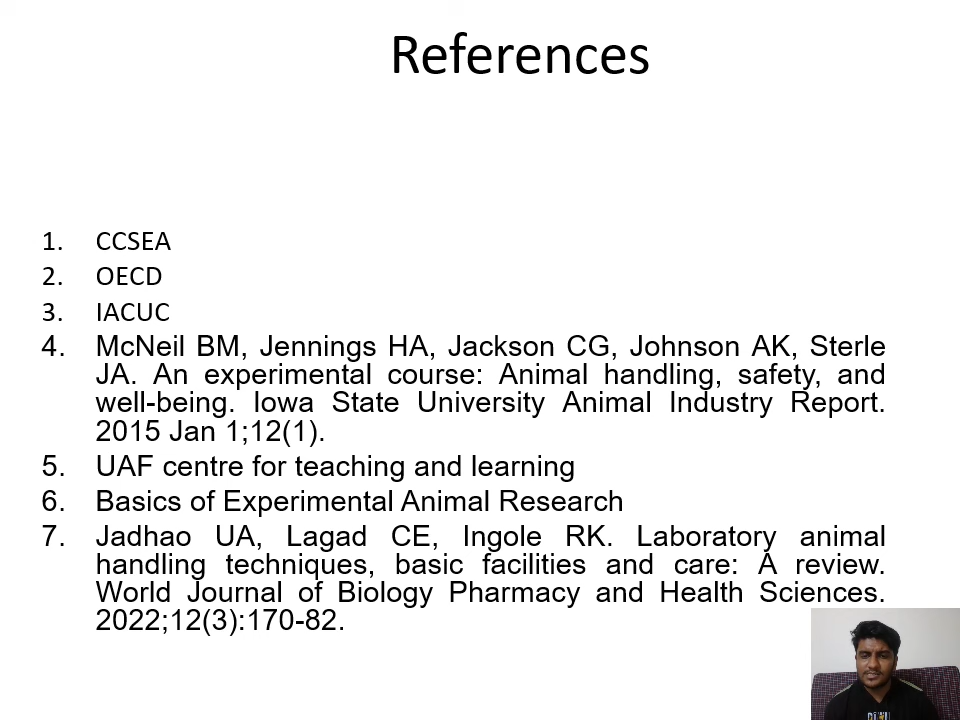 References
1. CCSEA
2. OECD
3. IACUC
4. McNeil BM, Jennings HA, Jackson CG, Johnson AK, Sterle
JA. An experimental course: Animal handling, safety, and
well-being. Iowa State University Animal Industry Report.
2015 Jan 1;12(1).
5. UAF centre for teaching and learning
6. Basics of Experimental Animal Research
7. Jadhao UA, Lagad CE, Ingole RK. Laboratory animal
handling techniques, basic facilities and care: A review.
World Journal of Biology Pharmacy and Health Sciences.
2022;12(3):170-82.